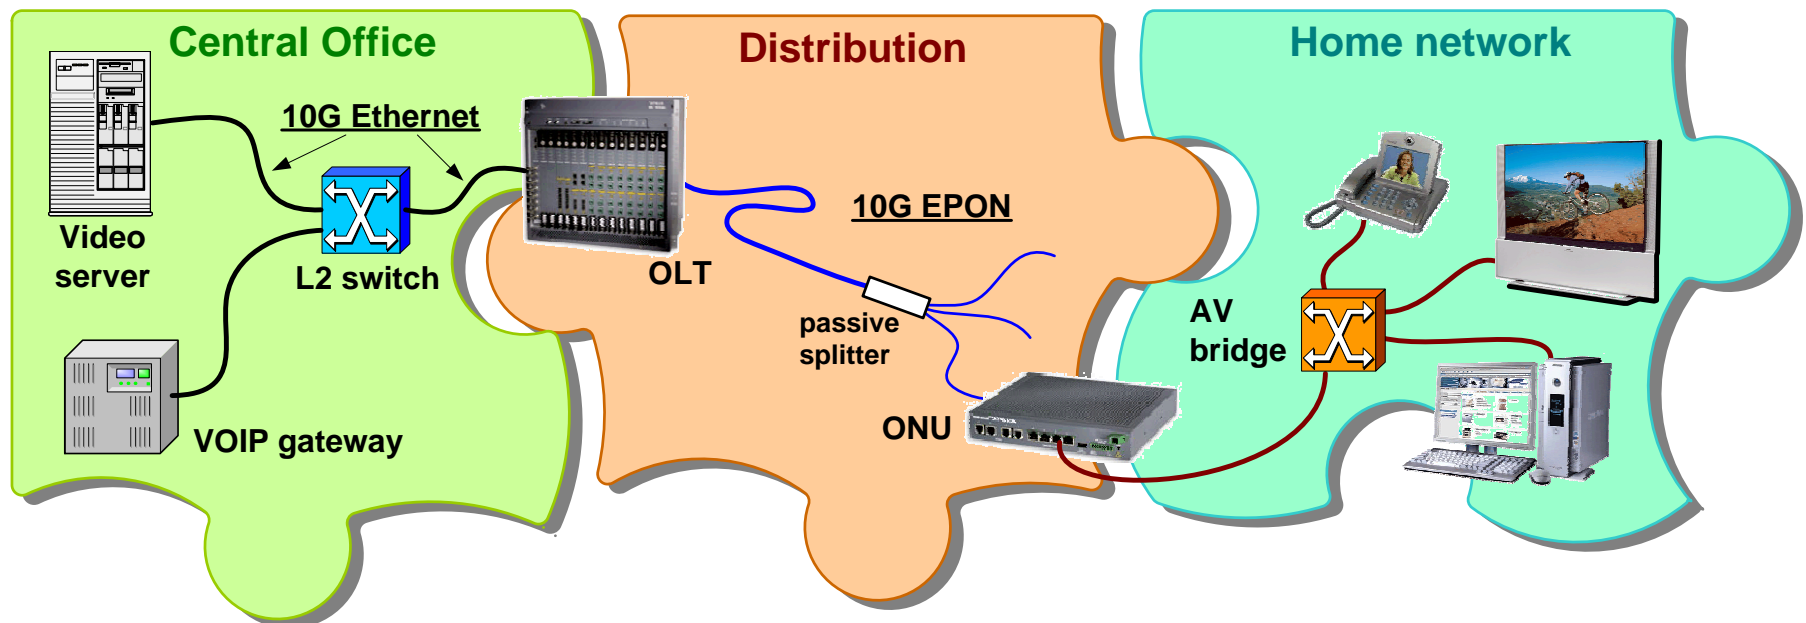 Central Office
Distribution
Home network
10G Ethernet
Video
server
L2 switch
VOIP gateway
OLT
10G EPON
passive
splitter
ONU
AV
bridge